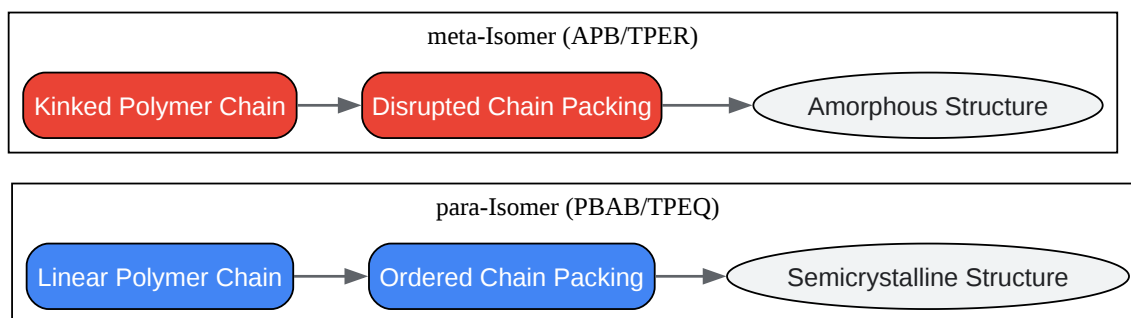 meta-Isomer (APB/TPER)
Kinked Polymer Chain
Disrupted Chain Packing
Amorphous Structure
para-Isomer (PBAB/TPEQ)
Linear Polymer Chain
Ordered Chain Packing
Semicrystalline Structure